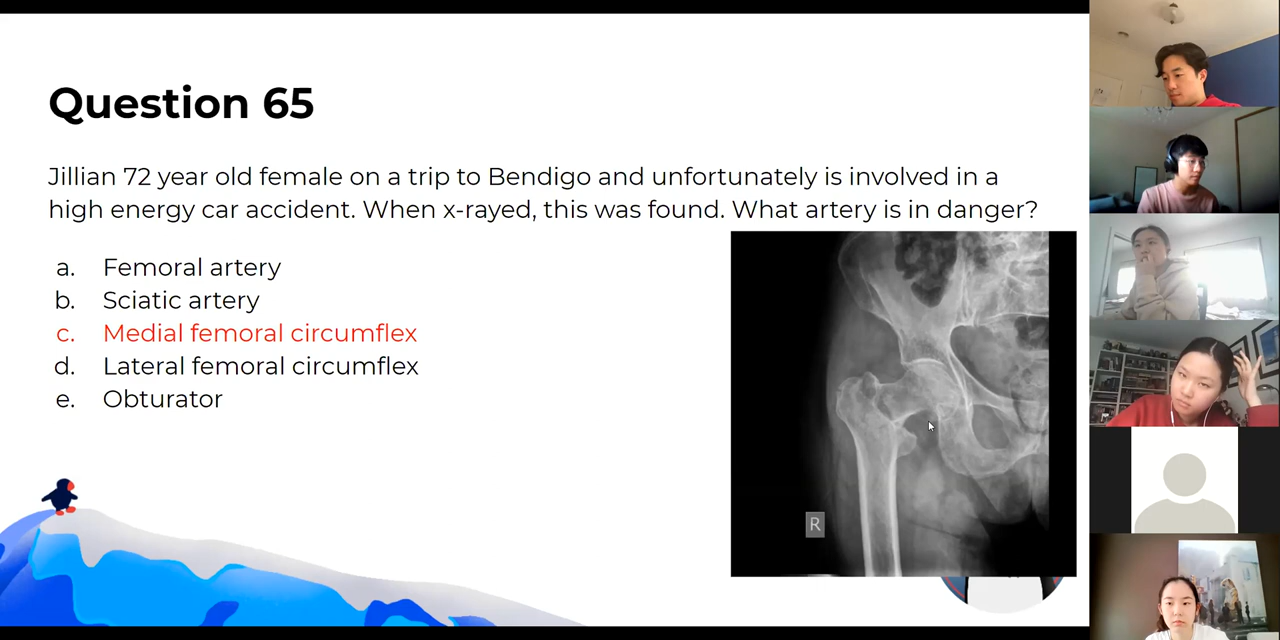 Question 65
Jillian 72 year old female on a trip to Bendigo and unfortunately is involved in a
high energy car accident. When x-rayed, this was found. What artery is in danger?
a. Femoral artery
b. Sciatic artery
c. Medial femoral circumflex
d. Lateral femoral circumflex
e. Obturator
R